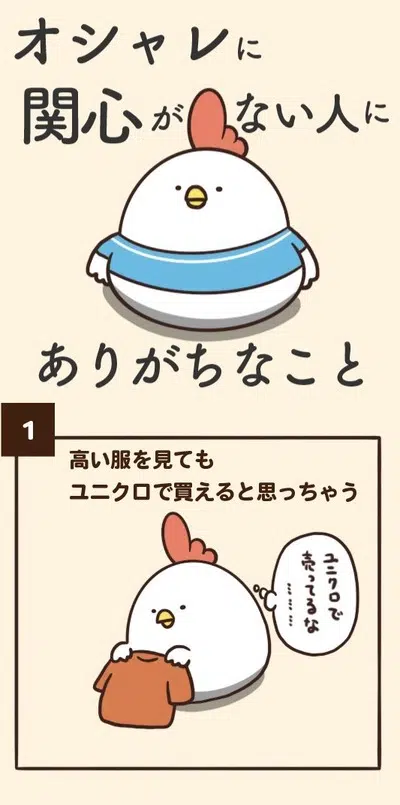 オシャレに
関心がない人に
ありがちなこと
1
高い服を見ても
ユニクロで買えると思っちゃう
ユニクロで
売ってるな
………